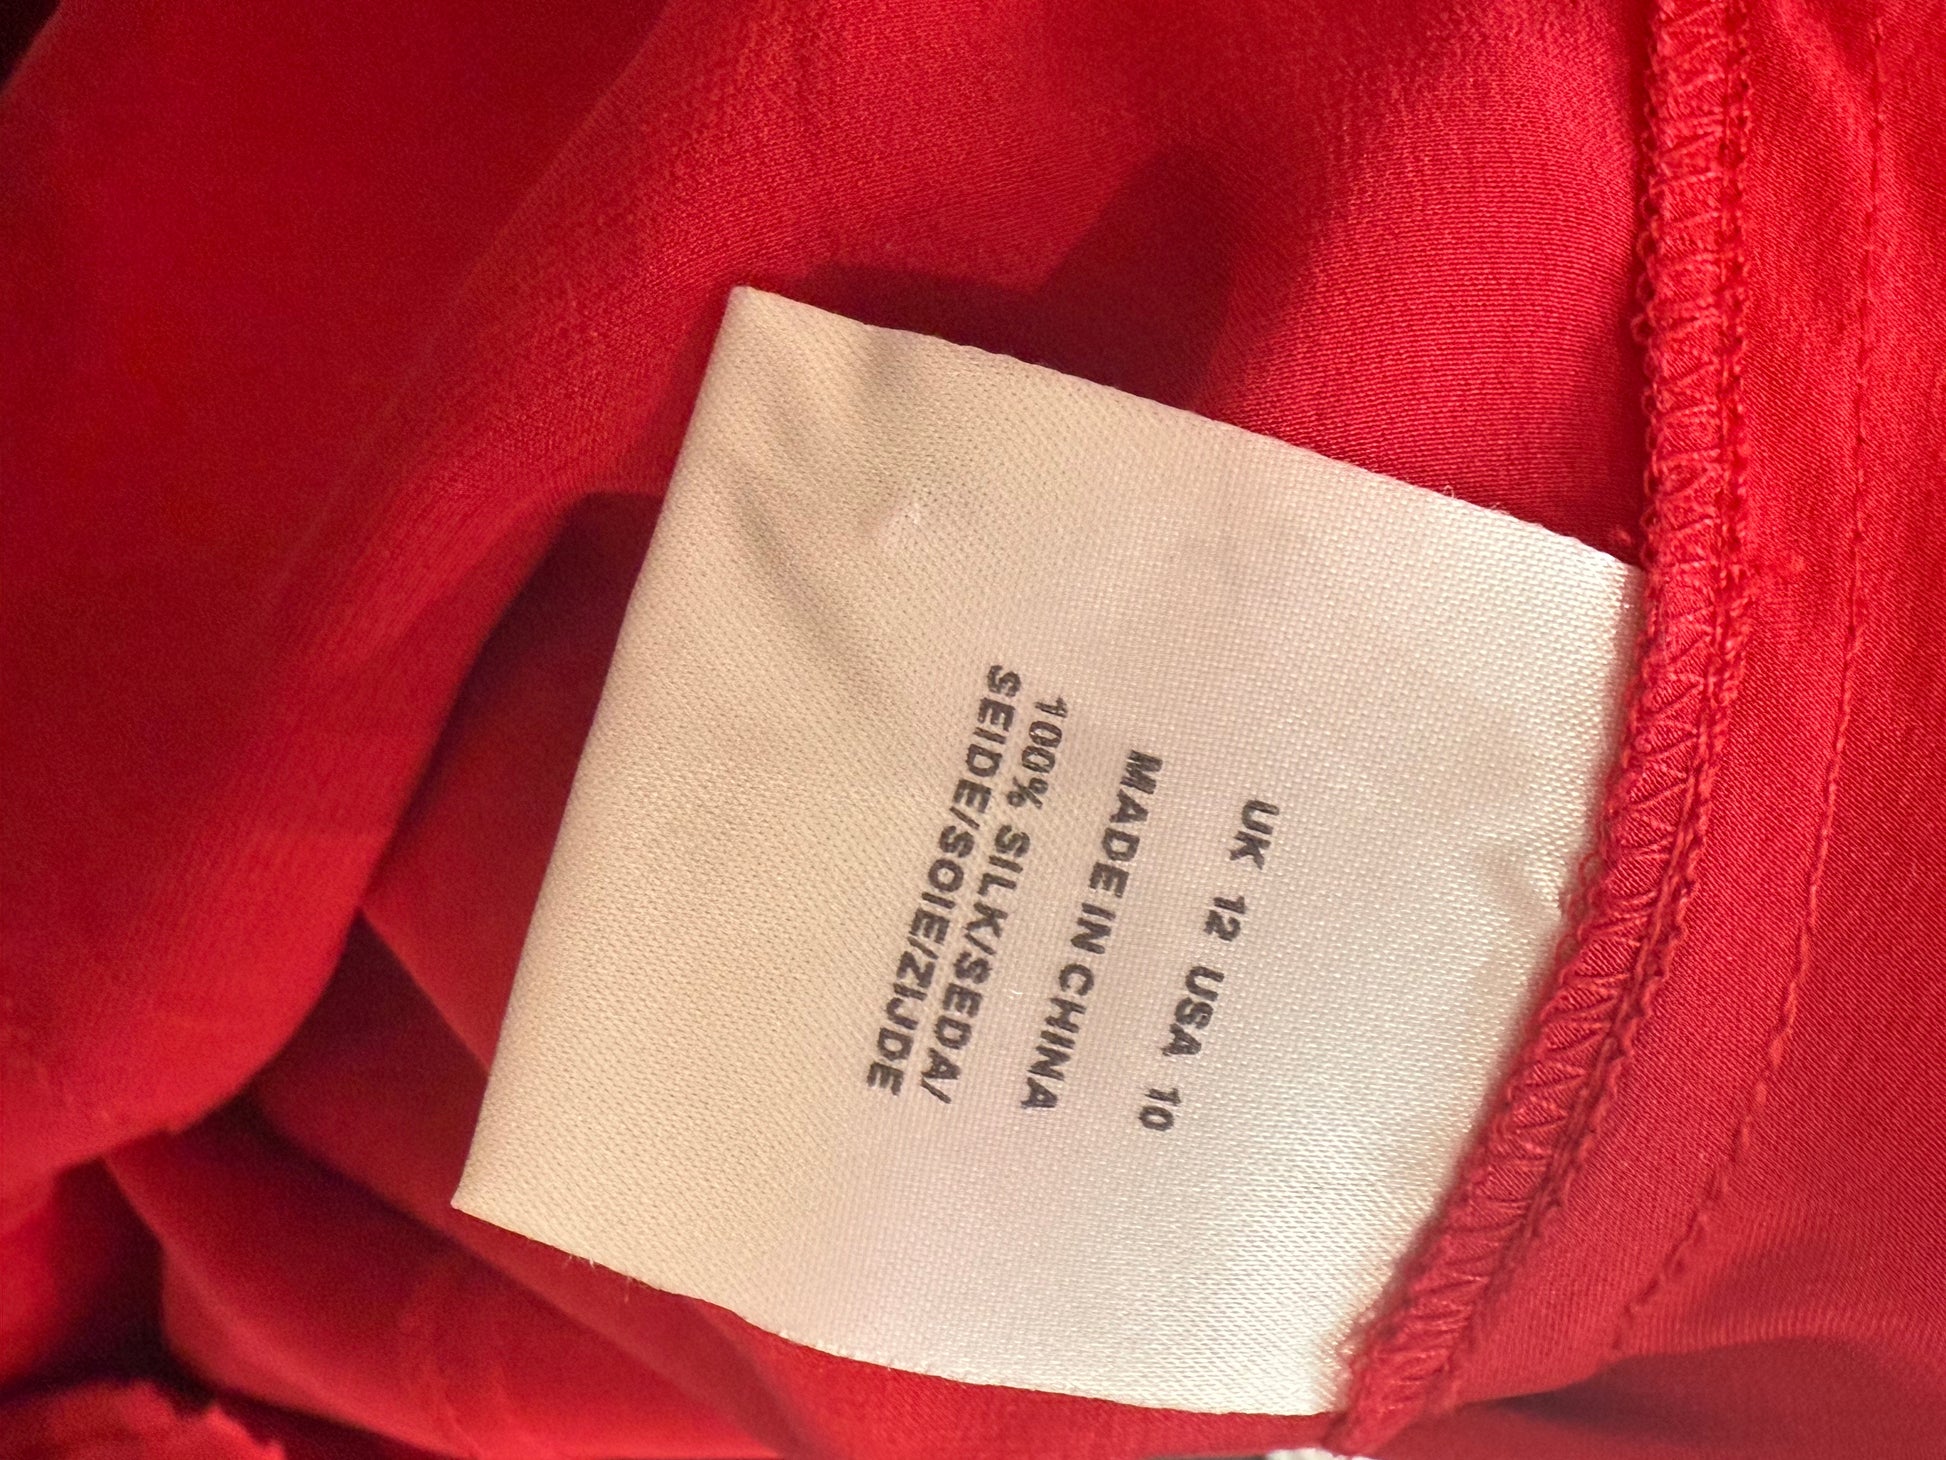 UK 12 USA 10
MADE IN CHINA
100% SILK/SEDA/
SEIDE/SOIE/ZIJDE